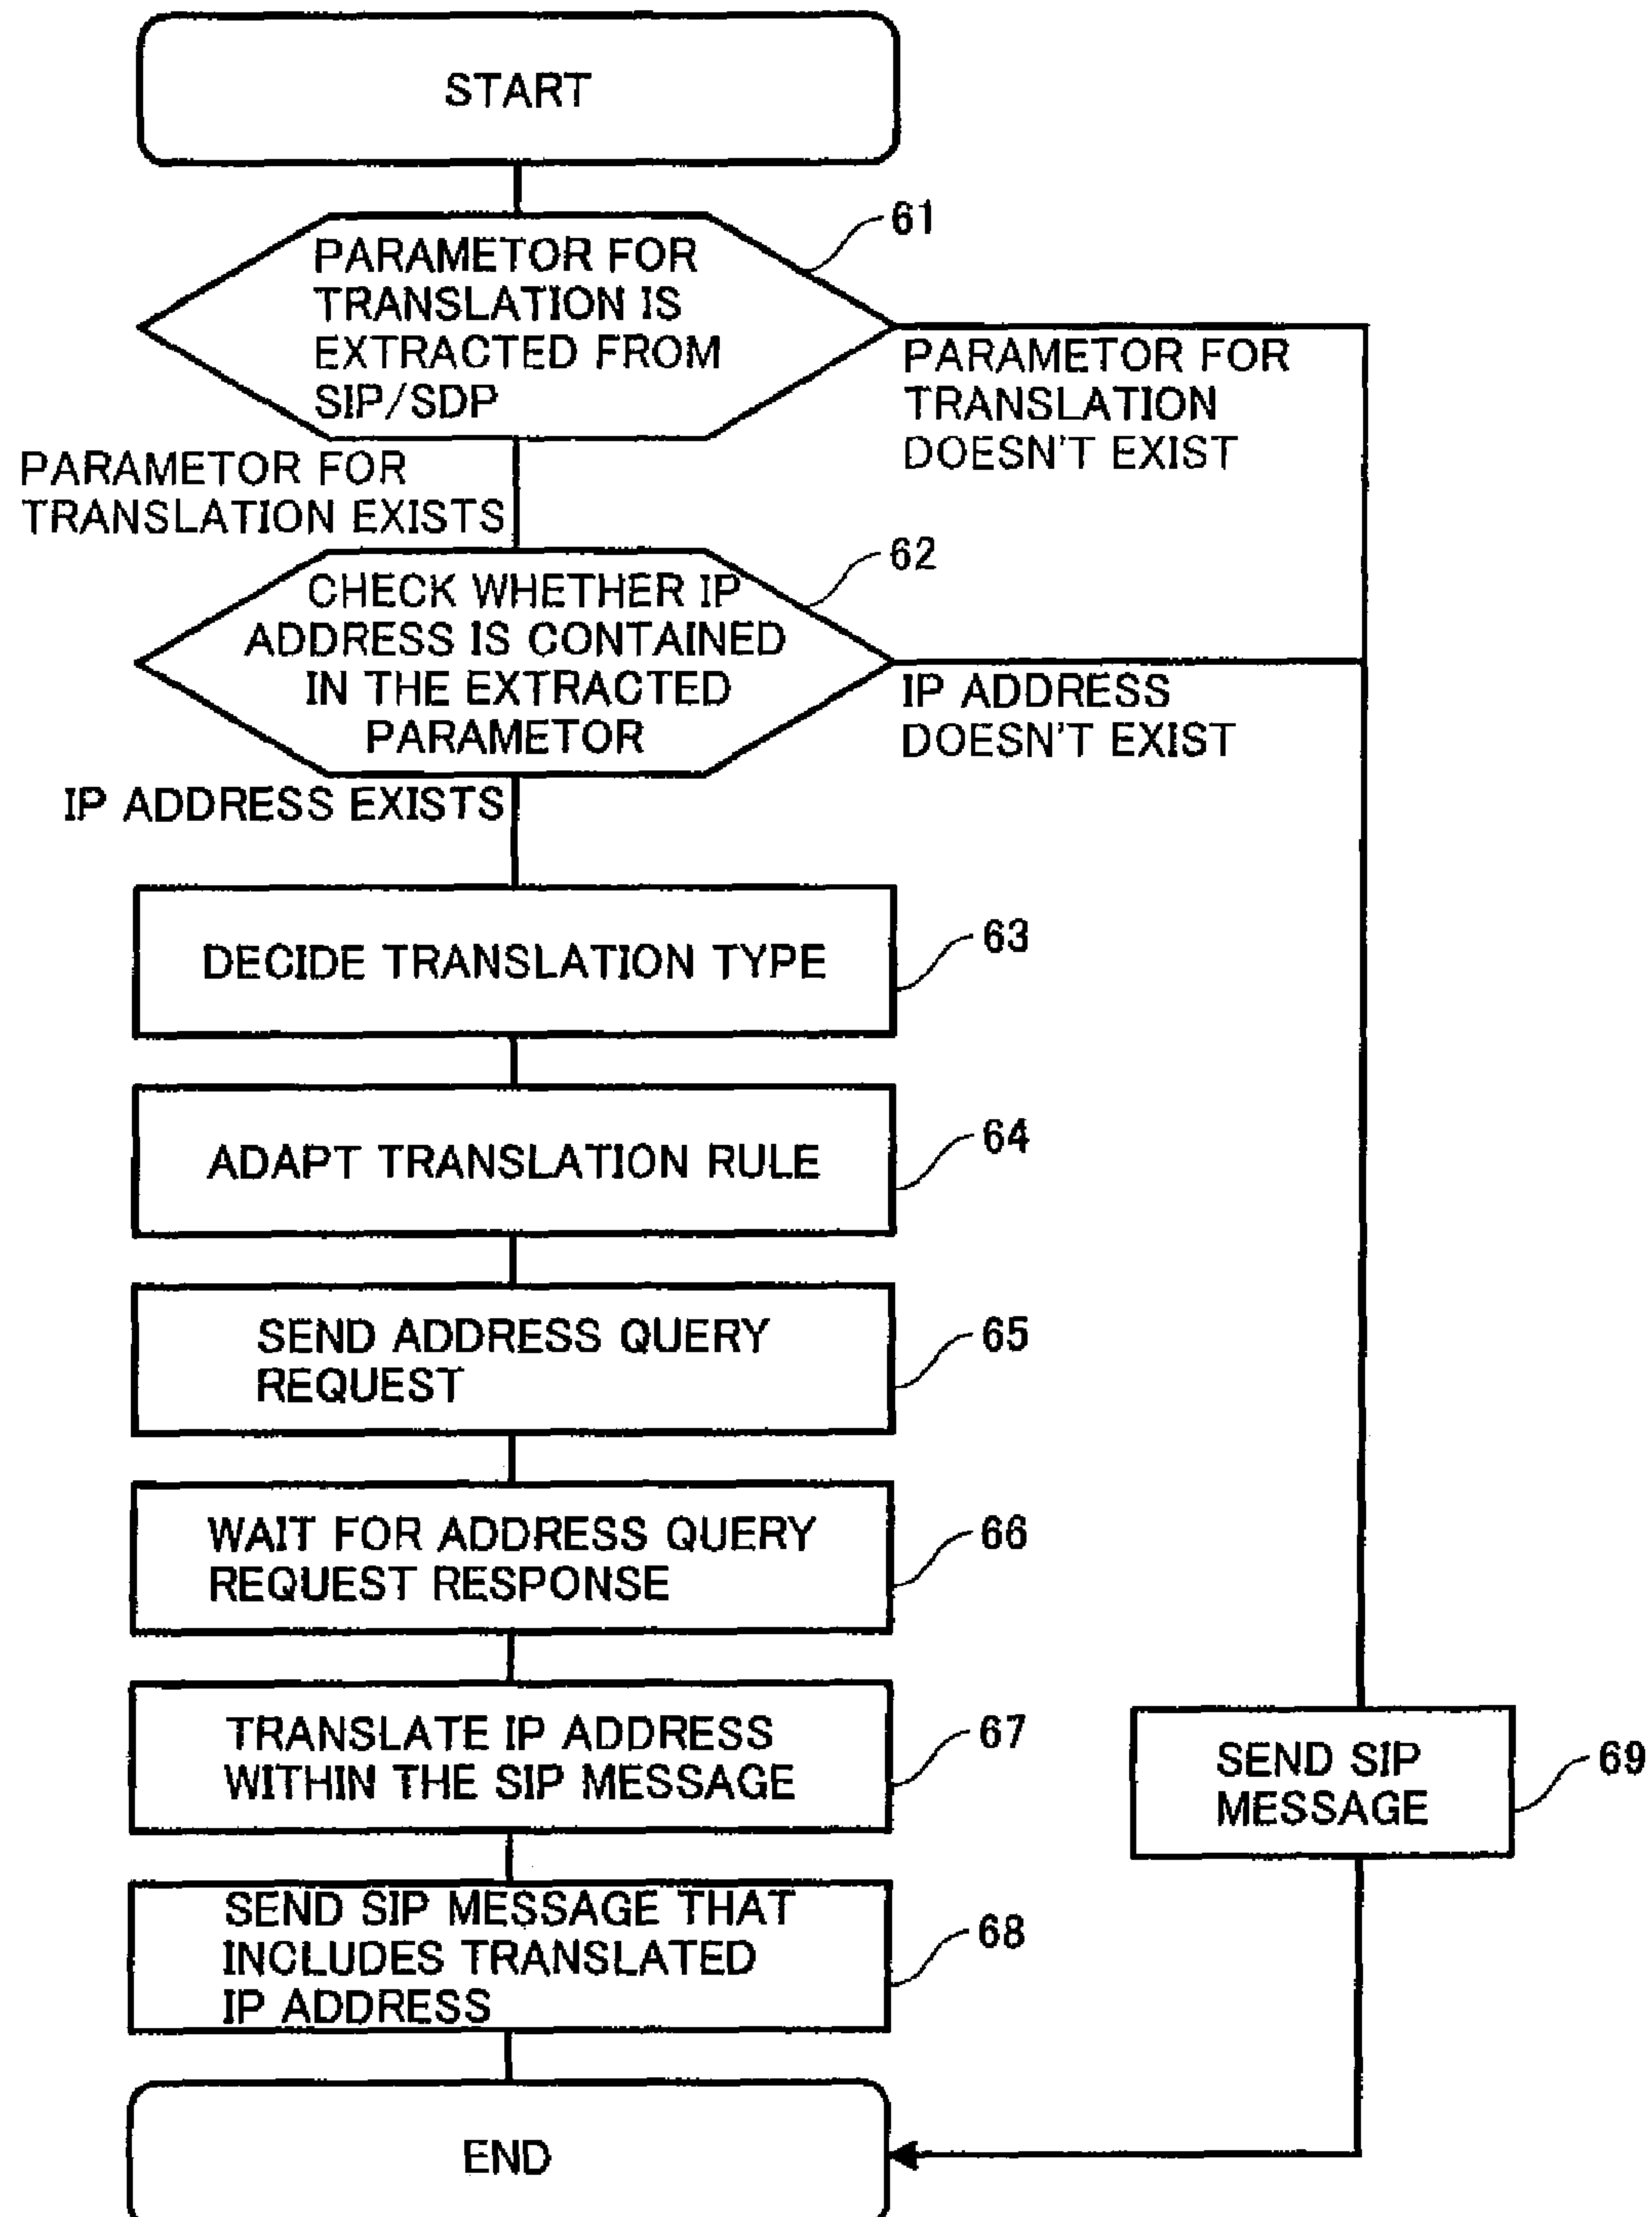 START
61
PARAMETOR FOR
TRANSLATION IS
EXTRACTED FROM
SIP/SDP
PARAMETOR FOR
TRANSLATION
DOESN'T EXIST
PARAMETOR FOR
TRANSLATION EXISTS
62
CHECK WHETHER IP
ADDRESS IS CONTAINED
IN THE EXTRACTED
PARAMETOR
IP ADDRESS
DOESN'T EXIST
IP ADDRESS EXISTS
DECIDE TRANSLATION TYPE
63
ADAPT TRANSLATION RULE
64
SEND ADDRESS QUERY
REQUEST
65
WAIT FOR ADDRESS QUERY
REQUEST RESPONSE
66
TRANSLATE IP ADDRESS
WITHIN THE SIP MESSAGE
67
SEND SIP
MESSAGE
69
SEND SIP MESSAGE THAT
INCLUDES TRANSLATED
IP ADDRESS
68
END